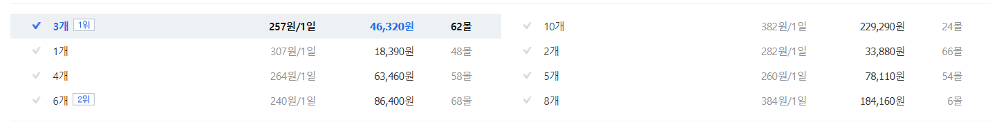 3개 1위 257원/1일 46,320원 62몰
10개 382원/1일 229,290원 24몰
1개 307원/1일 18,390원 48몰
2개 282원/1일 33,880원 66몰
4개 264원/1일 63,460원 58몰
5개 260원/1일 78,110원 54몰
6개 2위 240원/1일 86,400원 68몰
8개 384원/1일 184,160원 6몰